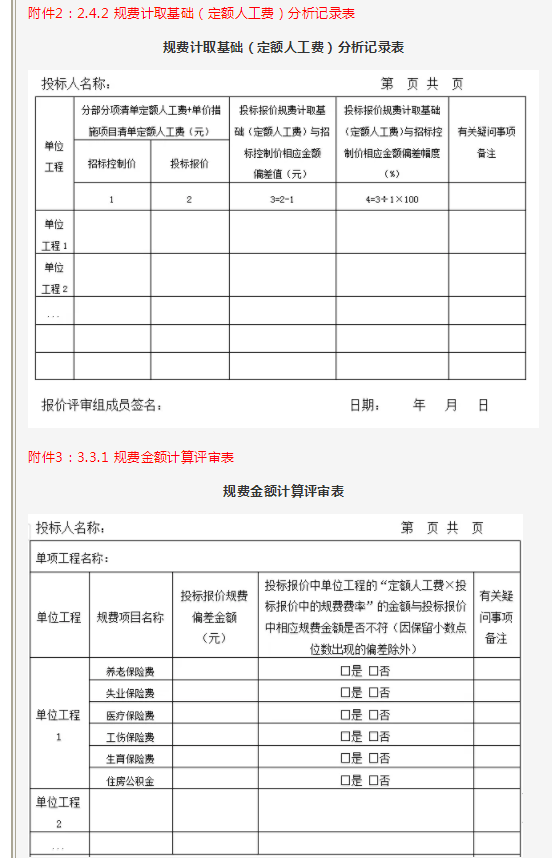 附件2：2.4.2 规费计取基础（定额人工费）分析记录表
规费计取基础（定额人工费）分析记录表
投标人名称： 第 页 共 页
单位
工程
分部分项清单定额人工费+单价措
施项目清单定额人工费（元）
招标控制价
投标报价
投标报价规费计取基
础（定额人工费）与招
标控制价相应金额
偏差值（元）
投标报价规费计取基础
（定额人工费）与招标控
制价相应金额偏差幅度
（%）
有关疑问事项
备注
1
2
3=2-1
4=3÷1×100
单位
工程1
单位
工程2
...
报价评审组成员签名： 日期： 年 月 日
附件3：3.3.1 规费金额计算评审表
规费金额计算评审表
投标人名称： 第 页 共 页
单项工程名称：
单位工程
规费项目名称
投标报价规费
偏差金额
（元）
投标报价中单位工程的“定额人工费×投
标报价中的规费费率”的金额与投标报价
中相应规费金额是否不符（因保留小数点
位数出现的偏差除外）
有关疑
问事项
备注
单位工程
1
养老保险费 □是 □否
失业保险费 □是 □否
医疗保险费 □是 □否
工伤保险费 □是 □否
生育保险费 □是 □否
住房公积金 □是 □否
单位工程
2
...